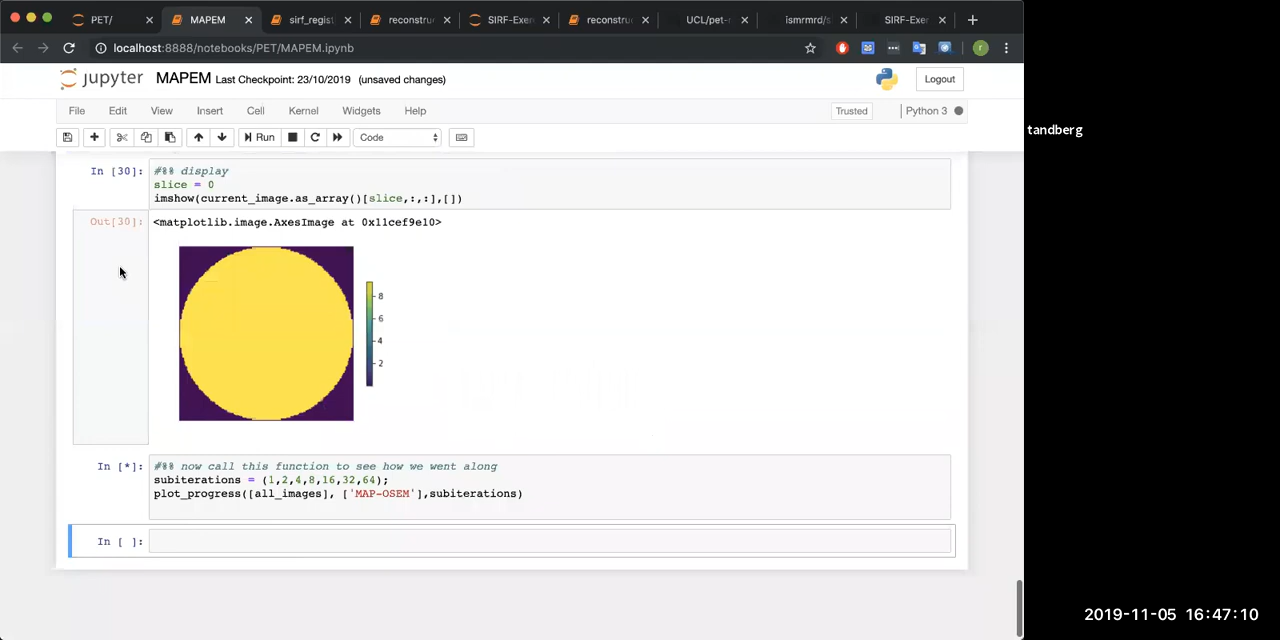 PET/
MAPEM
sirf_regist
reconstruc
SIRF-Exer
reconstruc
UCL/pet-r
ismrmrd/s
SIRF-Exer
localhost:8888/notebooks/PET/MAPEM.ipynb
r
jupyter MAPEM Last Checkpoint: 23/10/2019 (unsaved changes)
Logout
File Edit View Insert Cell Kernel Widgets Help
Trusted
Python 3
Run
Code
In [30]:
#%% display
slice = 0
imshow(current_image.as_array()[slice,:,:],[])
Out[30]:
<matplotlib.image.AxesImage at 0x11cef9e10>
8
6
4
2
In [*]:
#%% now call this function to see how we went along
subiterations = (1,2,4,8,16,32,64);
plot_progress([all_images], ['MAP-OSEM'],subiterations)
In [ ]:
tandberg
2019-11-05 16:47:10